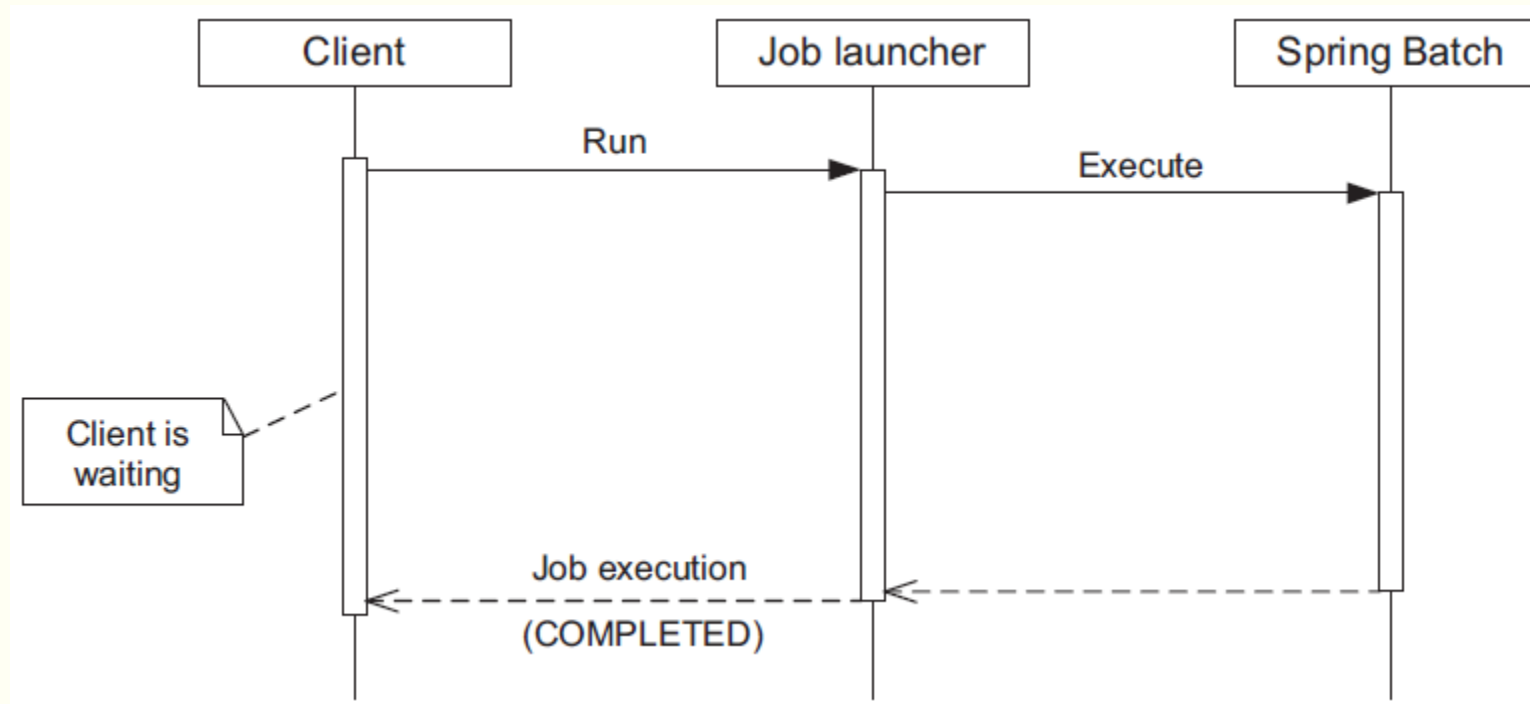 Client
Job launcher
Spring Batch
Run
Execute
Client is
waiting
Job execution
(COMPLETED)